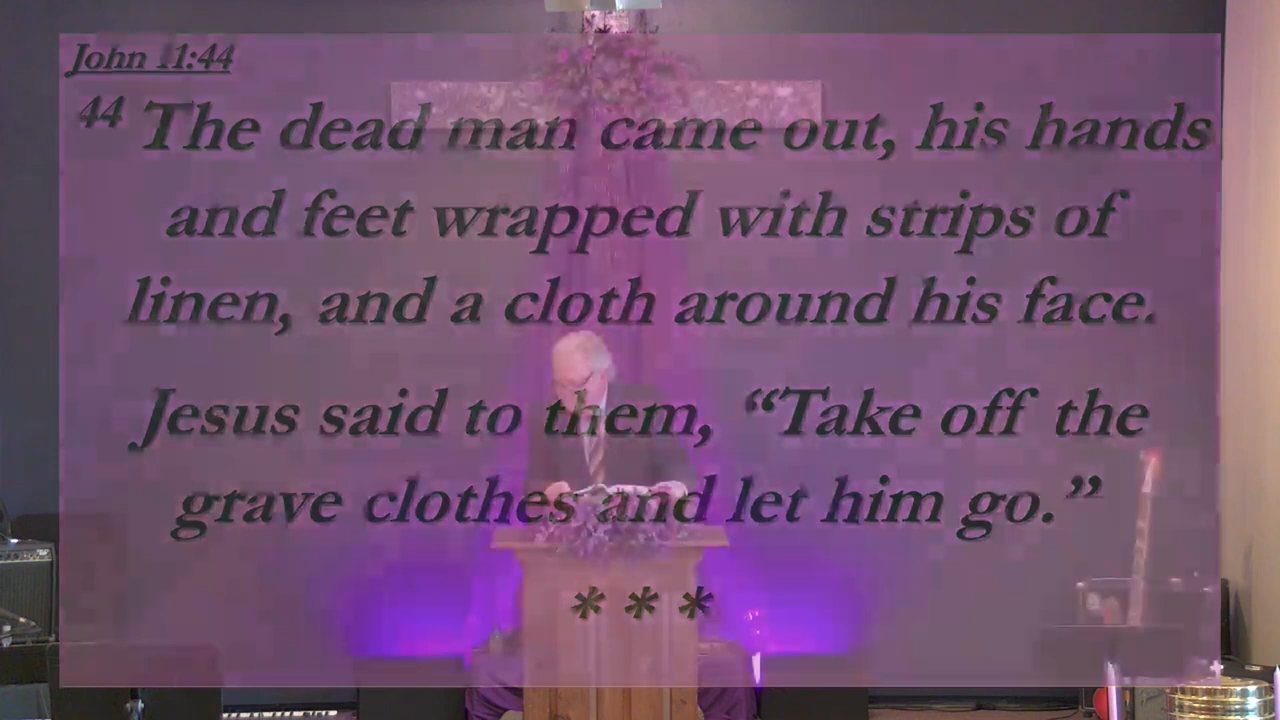 John 11:44
44 The dead man came out, his hands
and feet wrapped with strips of
linen, and a cloth around his face.
Jesus said to them, “Take off the
grave clothes and let him go.”
* * *